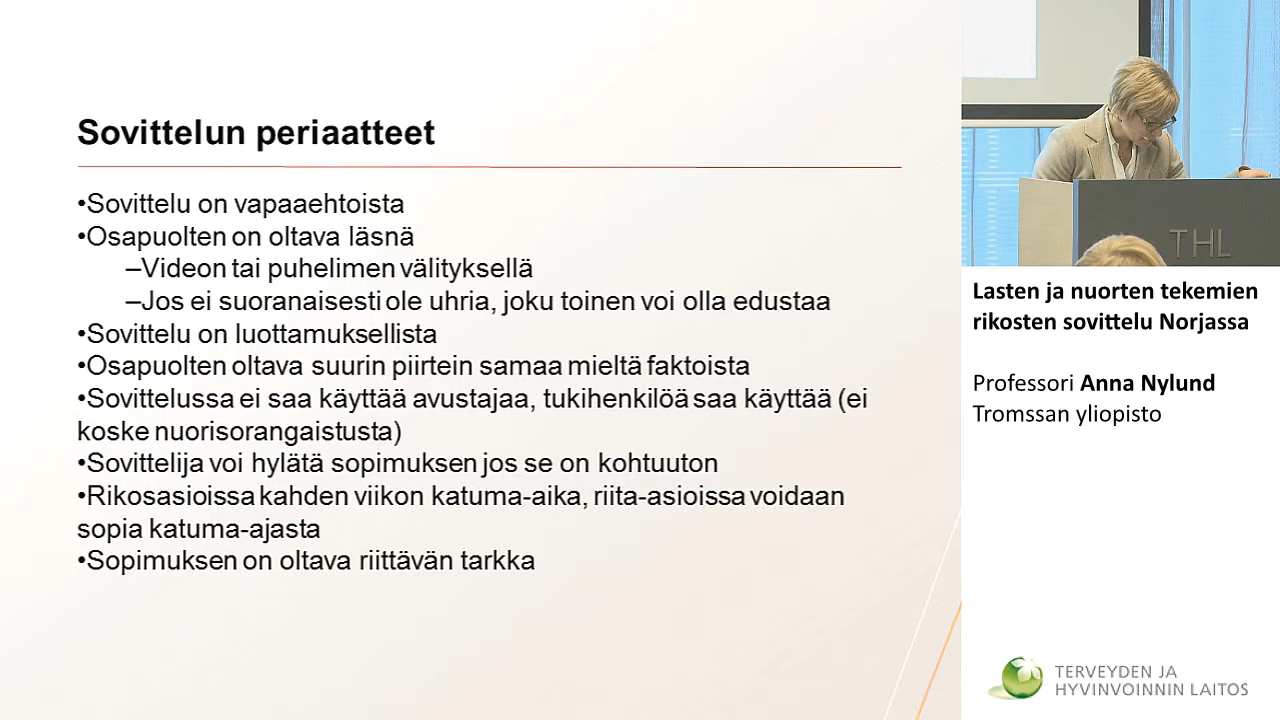 Sovittelun periaatteet
•Sovittelu on vapaaehtoista
•Osapuolten on oltava läsnä
–Videon tai puhelimen välityksellä
–Jos ei suoranaisesti ole uhria, joku toinen voi olla edustaa
•Sovittelu on luottamuksellista
•Osapuolten oltava suurin piirtein samaa mieltä faktoista
•Sovittelussa ei saa käyttää avustajaa, tukihenkilöä saa käyttää (ei
koske nuorisorangaistusta)
•Sovittelija voi hylätä sopimuksen jos se on kohtuuton
•Rikosasioissa kahden viikon katuma-aika, riita-asioissa voidaan
sopia katuma-ajasta
•Sopimuksen on oltava riittävän tarkka
THL
Lasten ja nuorten tekemien
rikosten sovittelu Norjassa
Professori Anna Nylund
Tromssan yliopisto
TERVEYDEN JA
HYVINVOINNIN LAITOS